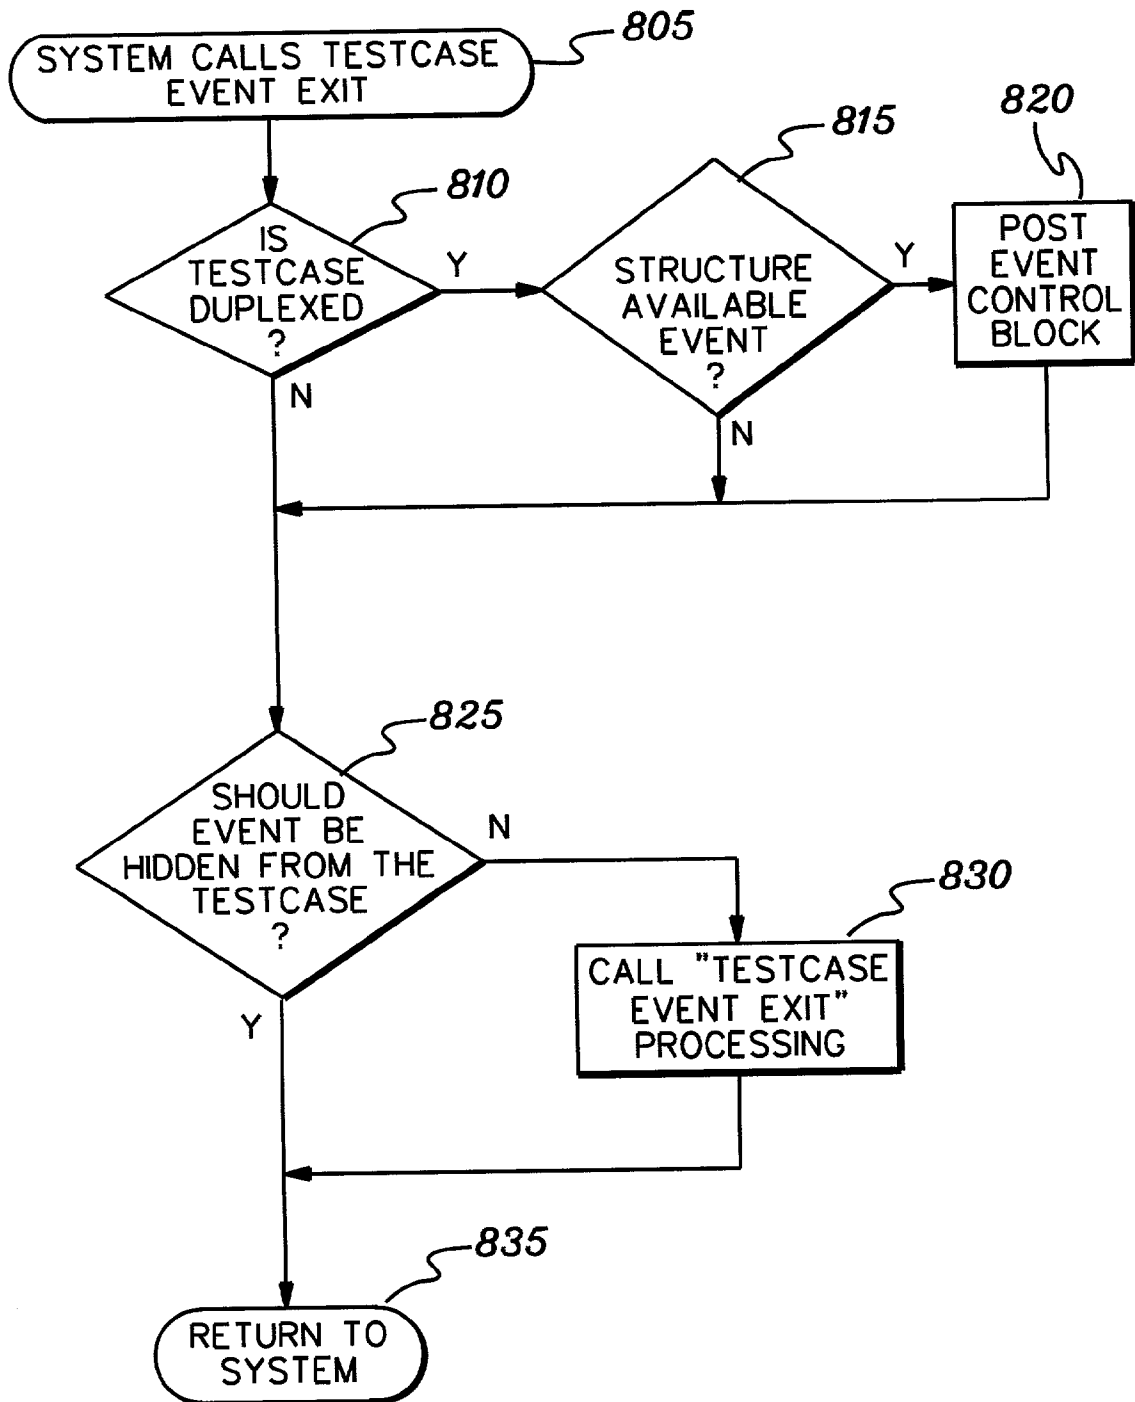 SYSTEM CALLS TESTCASE
EVENT EXIT
805
IS
TESTCASE
DUPLEXED
?
810
Y
N
STRUCTURE
AVAILABLE
EVENT
?
815
Y
N
POST
EVENT
CONTROL
BLOCK
820
SHOULD
EVENT BE
HIDDEN FROM THE
TESTCASE
?
825
N
Y
CALL "TESTCASE
EVENT EXIT"
PROCESSING
830
RETURN TO
SYSTEM
835